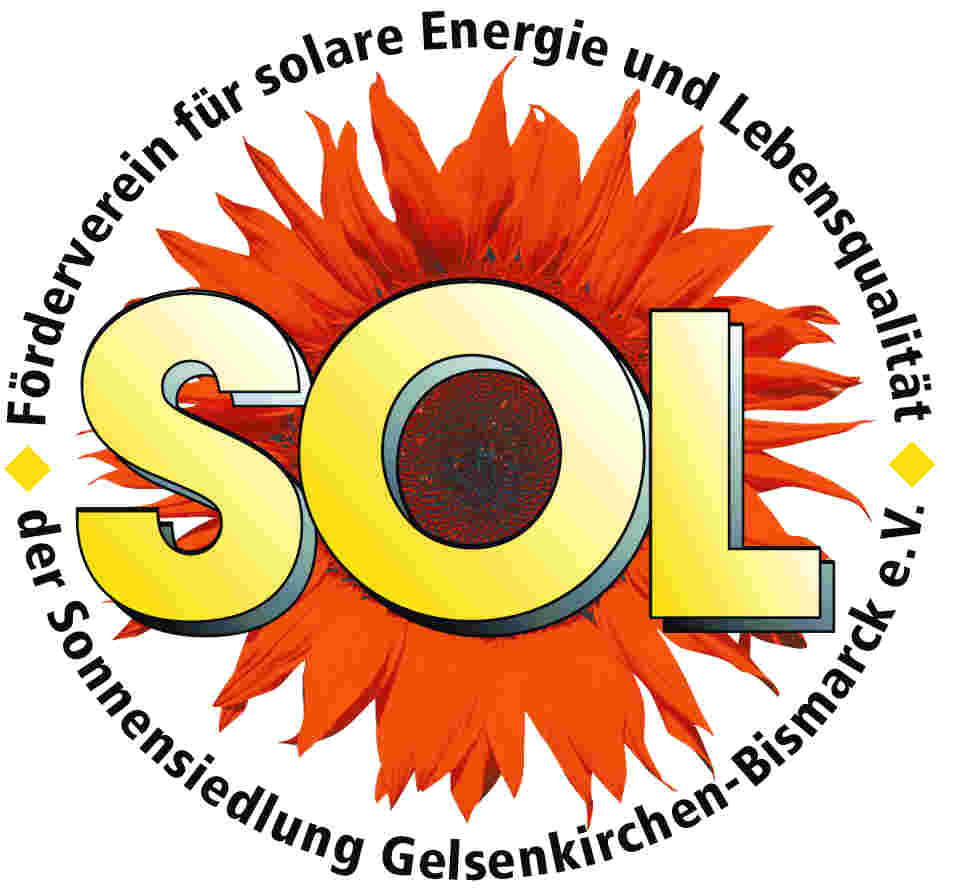 Förderverein für solare Energie und Lebensqualität
SOL
der Sonnensiedlung Gelsenkirchen-Bismarck e.V.